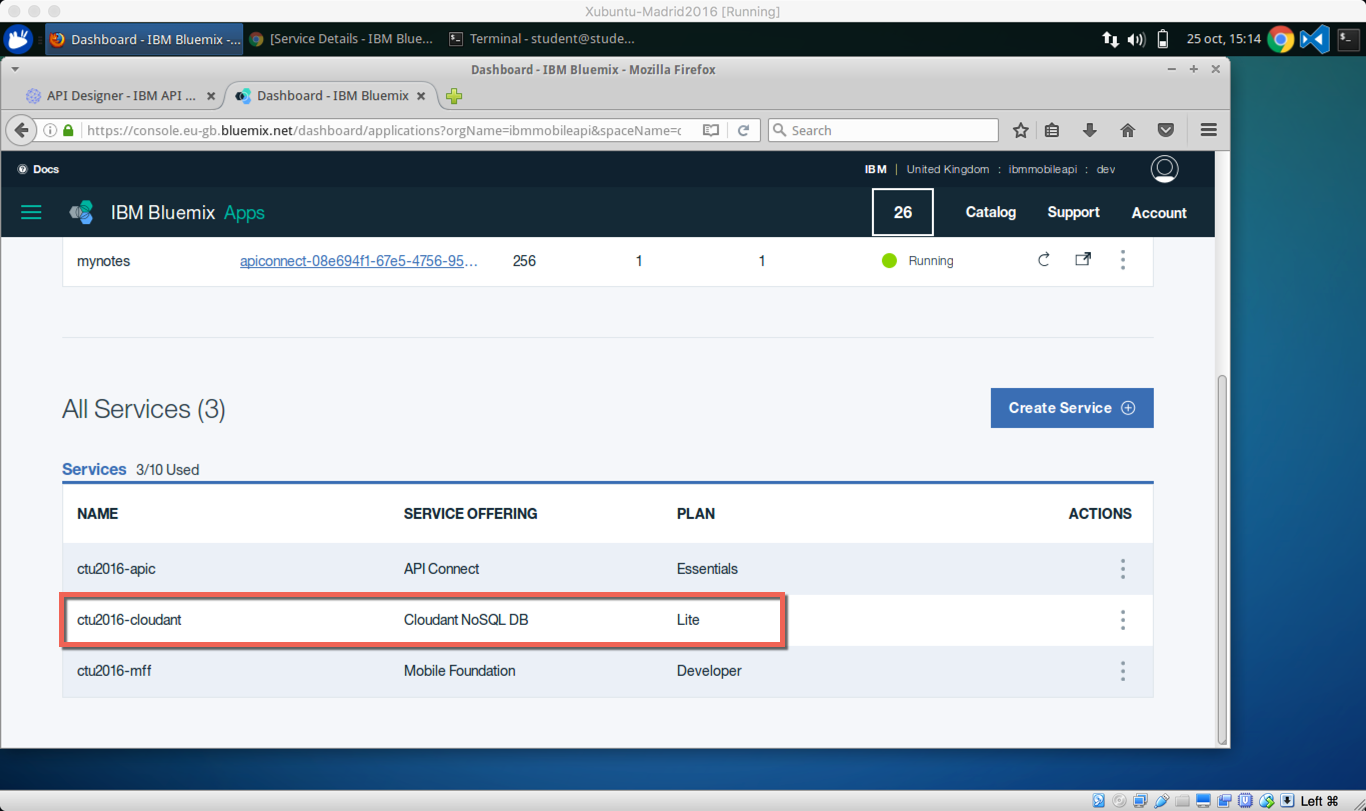 Xubuntu-Madrid2016 [Running]
Dashboard - IBM Bluemix -... [Service Details - IBM Blue... Terminal - student@stude... 25 oct, 15:14
Dashboard - IBM Bluemix - Mozilla Firefox
API Designer - IBM API ... Dashboard - IBM Bluemix
https://console.eu-gb.bluemix.net/dashboard/applications?orgName=ibmmobileapi&spaceName=c Search
Docs IBM | United Kingdom : ibmmobileapi : dev
IBM Bluemix Apps 26 Catalog Support Account
mynotes apiconnect-08e694f1-67e5-4756-95... 256 1 1 Running
All Services (3) Create Service
Services 3/10 Used
NAME SERVICE OFFERING PLAN ACTIONS
ctu2016-apic API Connect Essentials
ctu2016-cloudant Cloudant NoSQL DB Lite
ctu2016-mff Mobile Foundation Developer
Left ⌘